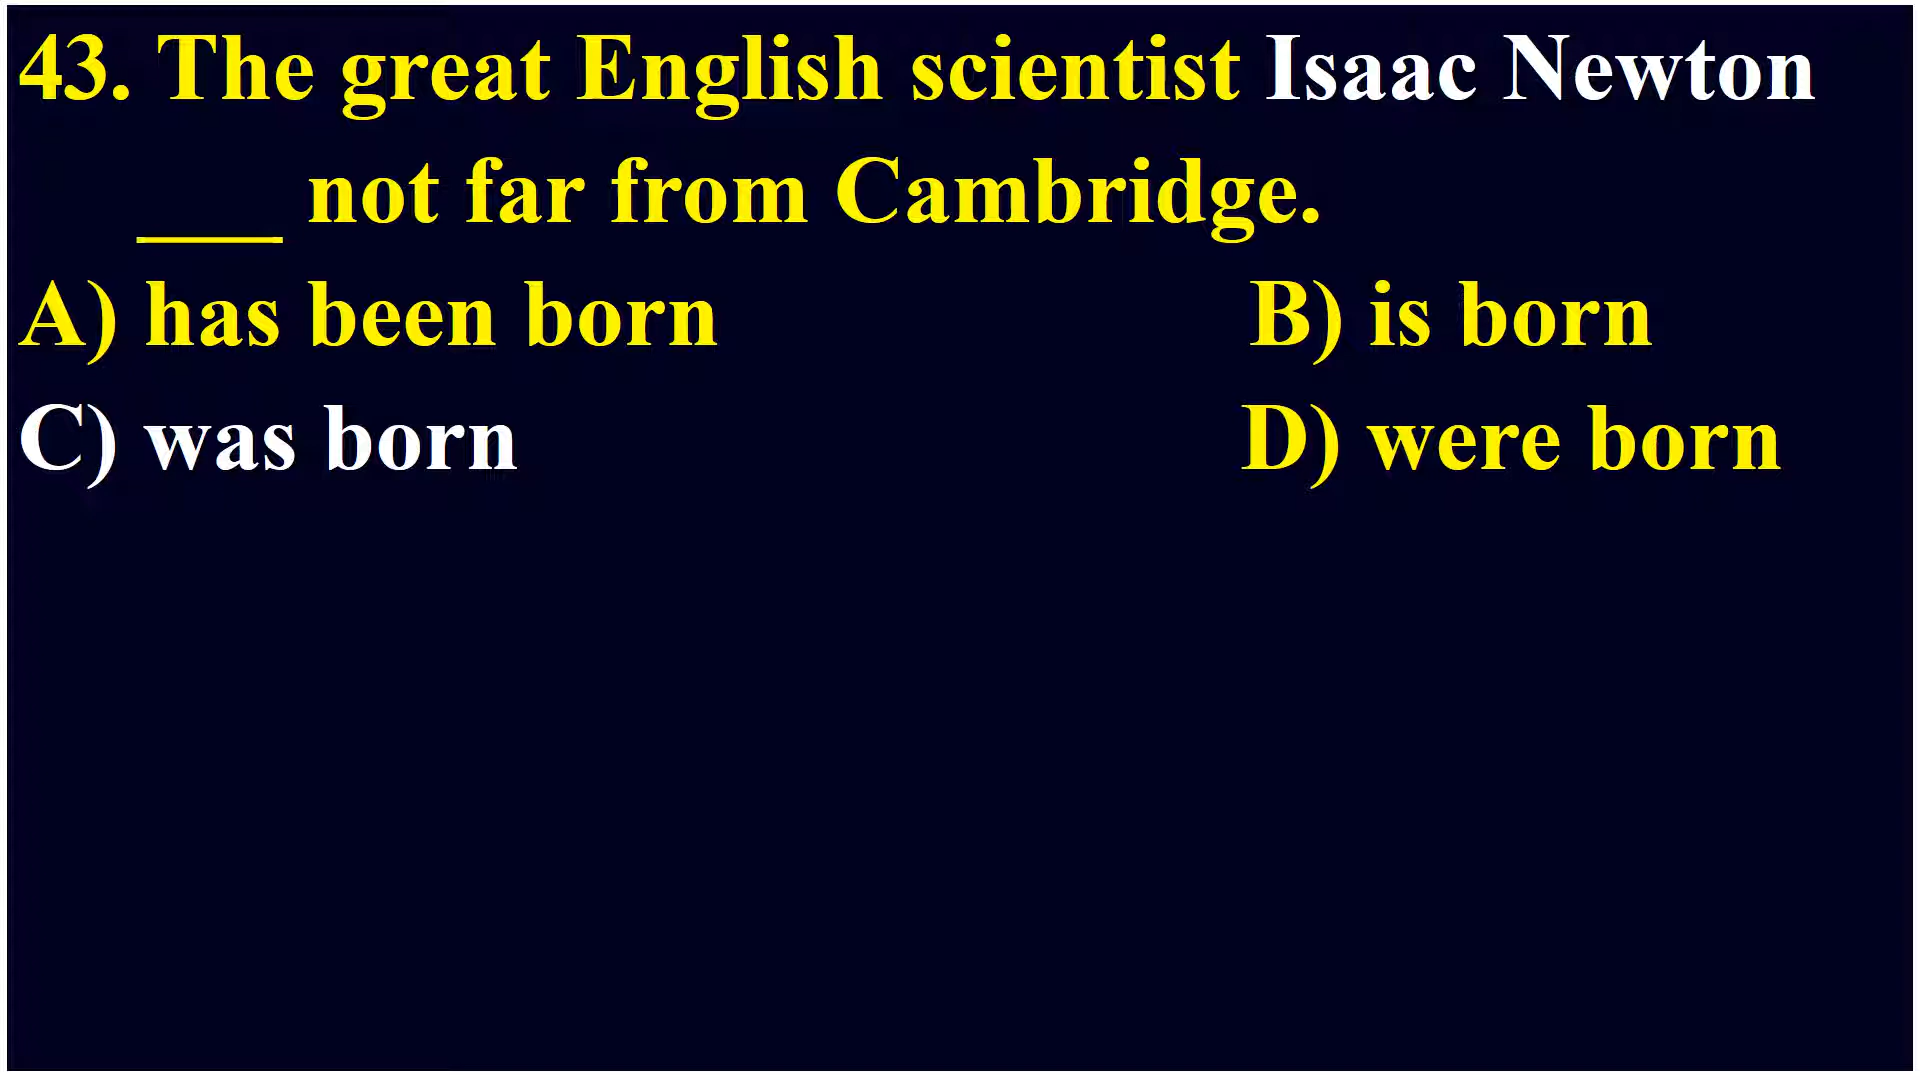 43. The great English scientist Isaac Newton
___ not far from Cambridge.
A) has been born B) is born
C) was born D) were born